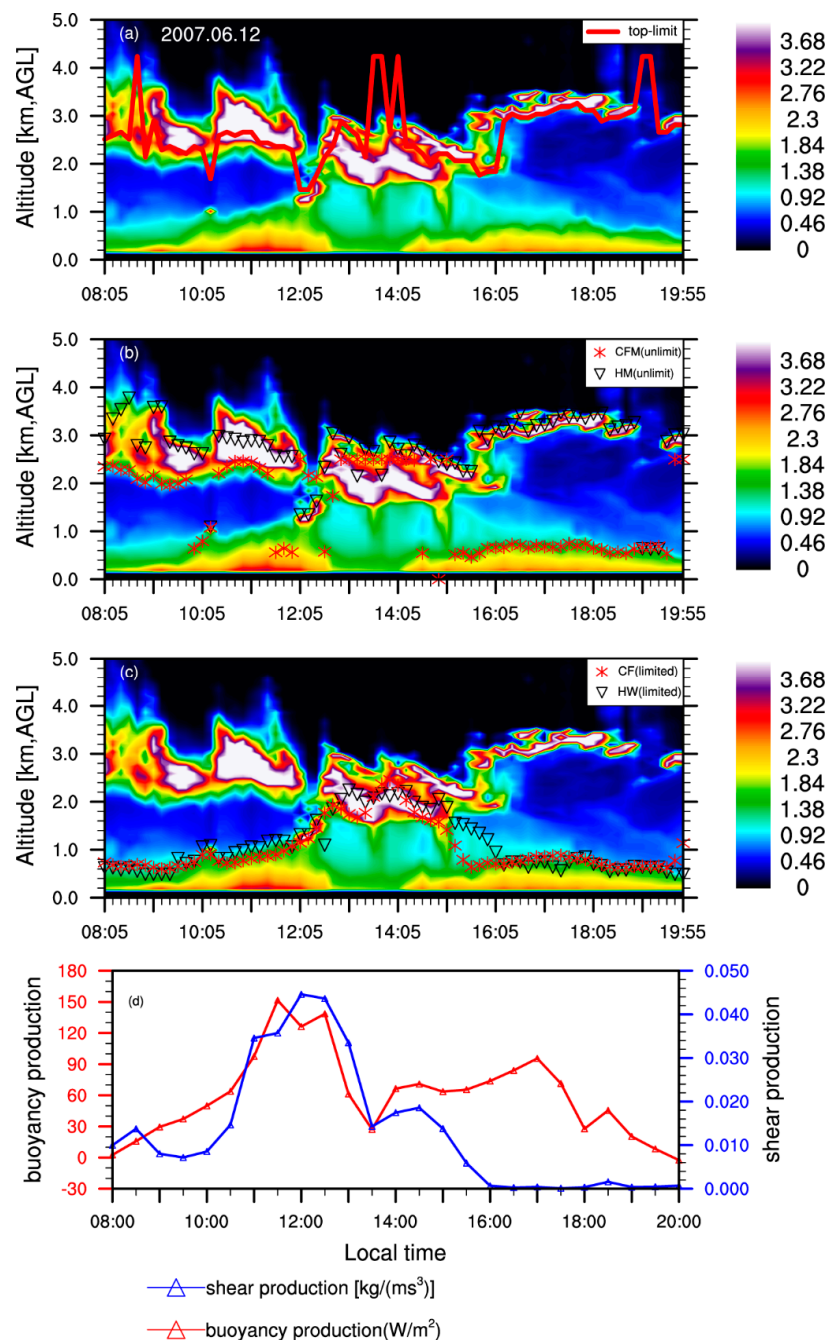 (a) 2007.06.12
top-limit
Altitude [km,AGL]
5.0
4.0
3.0
2.0
1.0
0.0
08:05 10:05 12:05 14:05 16:05 18:05 19:55
3.68
3.22
2.76
2.3
1.84
1.38
0.92
0.46
0
(b)
CFM(unlimit)
HM(unlimit)
Altitude [km,AGL]
5.0
4.0
3.0
2.0
1.0
0.0
08:05 10:05 12:05 14:05 16:05 18:05 19:55
3.68
3.22
2.76
2.3
1.84
1.38
0.92
0.46
0
(c)
CF(limited)
HW(limited)
Altitude [km,AGL]
5.0
4.0
3.0
2.0
1.0
0.0
08:05 10:05 12:05 14:05 16:05 18:05 19:55
3.68
3.22
2.76
2.3
1.84
1.38
0.92
0.46
0
(d)
buoyancy production
180
150
120
90
60
30
0
-30
0.050
0.040
0.030
0.020
0.010
0.000
shear production
08:00 10:00 12:00 14:00 16:00 18:00 20:00
Local time
shear production [kg/(ms³)]
buoyancy production(W/m²)